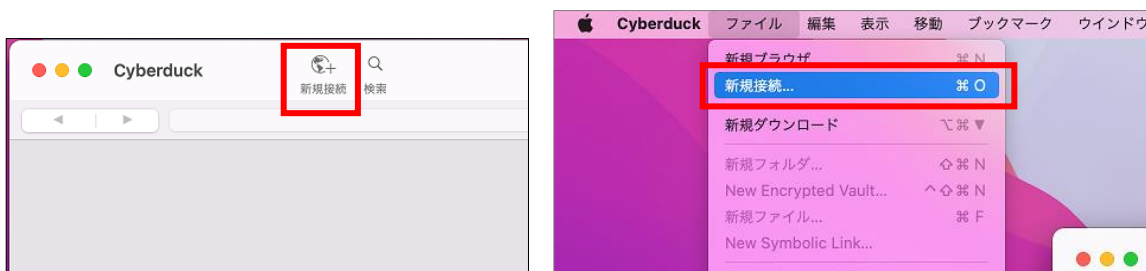 Cyberduck
新規接続
検索
Cyberduck ファイル 編集 表示 移動 ブックマーク ウインドウ
新規ブラウザ ⌘ N
新規接続... ⌘ O
新規ダウンロード ⌥ ⌘ ▼
新規フォルダ... ⇧ ⌘ N
New Encrypted Vault... ^ ⇧ ⌘ N
新規ファイル... ⌘ F
New Symbolic Link...